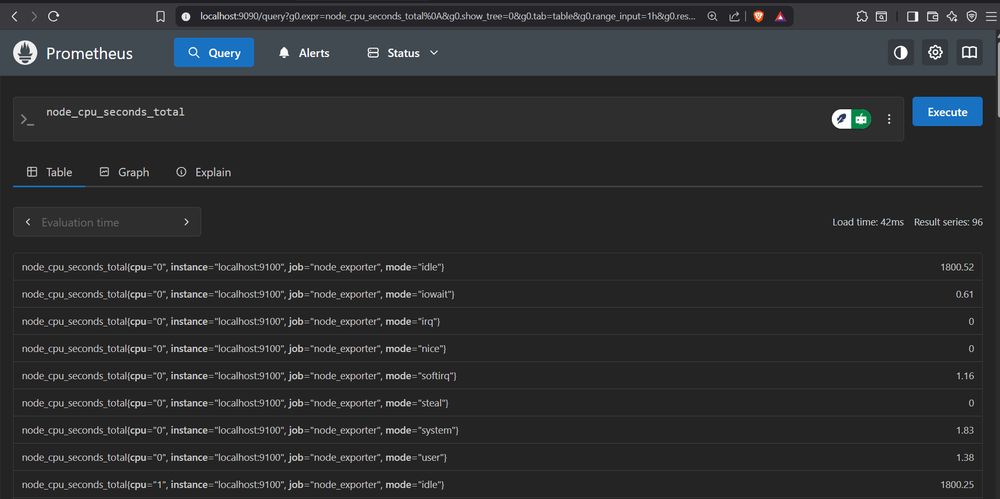 localhost:9090/query?g0.expr=node_cpu_seconds_total%0A&g0.show_tree=0&g0.tab=table&g0.range_input=1h&g0.res...
Prometheus Query Alerts Status
node_cpu_seconds_total
Execute
Table Graph Explain
Evaluation time Load time: 42ms Result series: 96
node_cpu_seconds_total{cpu="0", instance="localhost:9100", job="node_exporter", mode="idle"} 1800.52
node_cpu_seconds_total{cpu="0", instance="localhost:9100", job="node_exporter", mode="iowait"} 0.61
node_cpu_seconds_total{cpu="0", instance="localhost:9100", job="node_exporter", mode="irq"} 0
node_cpu_seconds_total{cpu="0", instance="localhost:9100", job="node_exporter", mode="nice"} 0
node_cpu_seconds_total{cpu="0", instance="localhost:9100", job="node_exporter", mode="softirq"} 1.16
node_cpu_seconds_total{cpu="0", instance="localhost:9100", job="node_exporter", mode="steal"} 0
node_cpu_seconds_total{cpu="0", instance="localhost:9100", job="node_exporter", mode="system"} 1.83
node_cpu_seconds_total{cpu="0", instance="localhost:9100", job="node_exporter", mode="user"} 1.38
node_cpu_seconds_total{cpu="1", instance="localhost:9100", job="node_exporter", mode="idle"} 1800.25